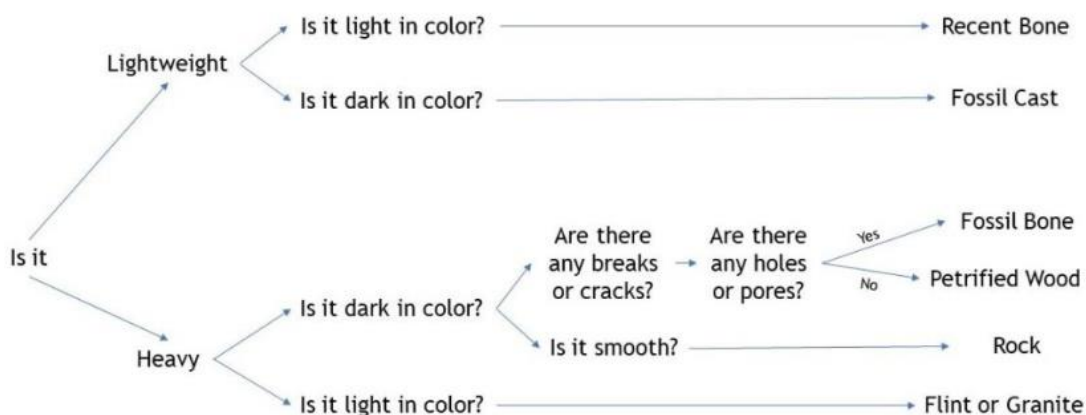 Is it light in color?
Recent Bone
Lightweight
Is it dark in color?
Fossil Cast
Is it
Are there
any breaks
or cracks?
Are there
any holes
or pores?
Yes
No
Fossil Bone
Petrified Wood
Is it dark in color?
Is it smooth?
Rock
Heavy
Is it light in color?
Flint or Granite